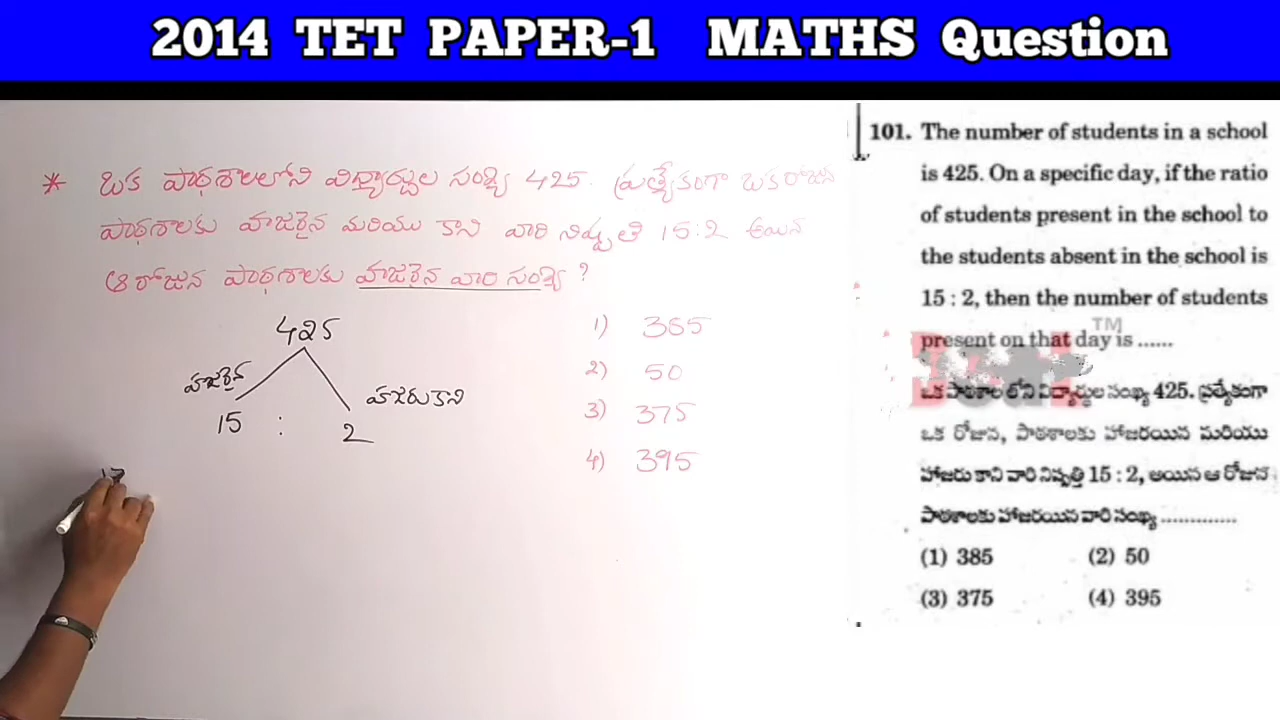 2014 TET PAPER-1 MATHS Question
* ఒక పాఠశాలలోని విద్యార్థుల సంఖ్య 425. ప్రత్యేకంగా ఒక రోజున
పాఠశాలకు హాజరైన మరియు కాని వారి నిష్పత్తి 15:2 అయిన
ఆ రోజున పాఠశాలకు హాజరైన వారి సంఖ్య?
425
హాజరైన
హాజరుకాని
15 : 2
17
1) 385
2) 50
3) 375
4) 395
101. The number of students in a school
is 425. On a specific day, if the ratio
of students present in the school to
the students absent in the school is
15 : 2, then the number of students
present on that day is ......
TM
ఒక పాఠశాల లోని విద్యార్థుల సంఖ్య 425. ప్రత్యేకంగా
ఒక రోజున, పాఠశాలకు హాజరయిన మరియు
హాజరు కాని వారి నిష్పత్తి 15 : 2, అయిన ఆ రోజున
పాఠశాలకు హాజరయిన వారి సంఖ్య ..............
(1) 385 (2) 50
(3) 375 (4) 395